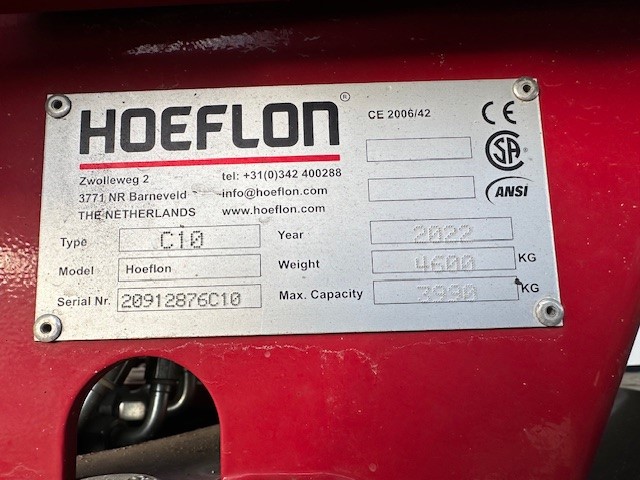 HOEFLON ®
CE 2006/42
CE
Zwolleweg 2
tel: +31(0)342 400288
3771 NR Barneveld
info@hoeflon.com
THE NETHERLANDS
www.hoeflon.com
SA
ANSI
Type C10
Year 2022
Model Hoeflon
Weight 4600 KG
Serial Nr. 20912876C10
Max. Capacity 3990 KG